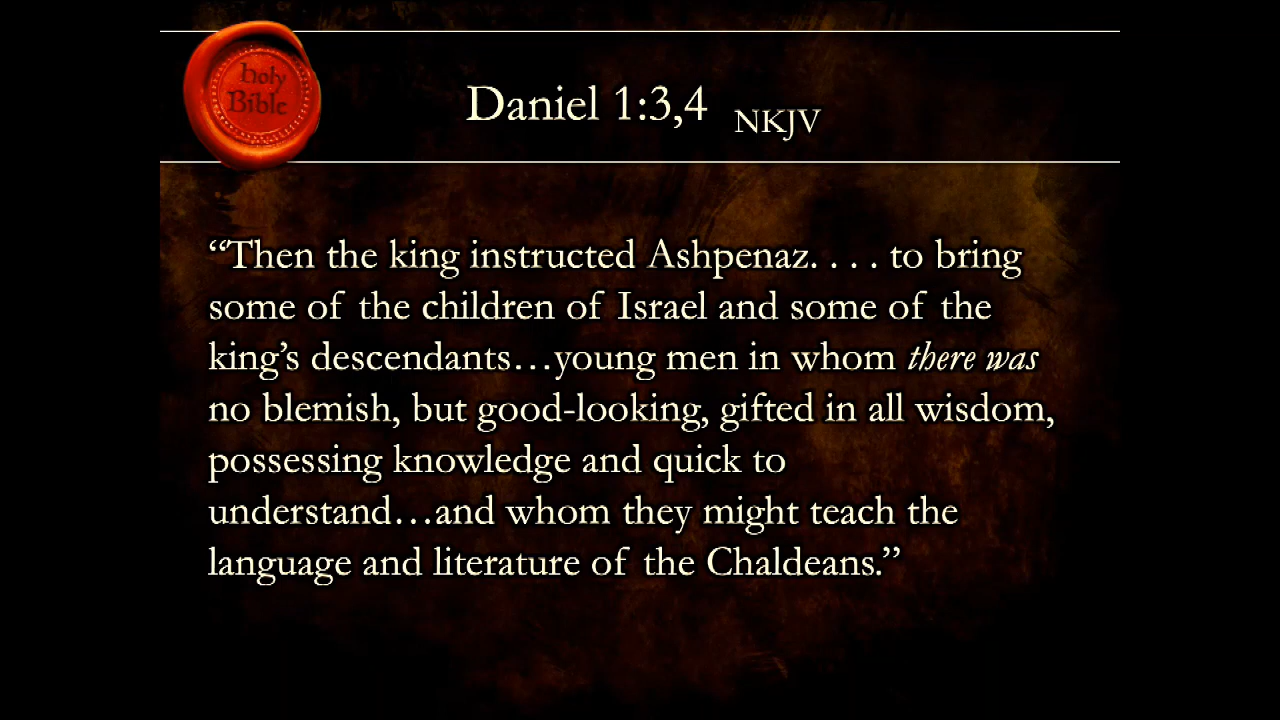 holy
Bible
Daniel 1:3,4 NKJV
“Then the king instructed Ashpenaz. . . . to bring
some of the children of Israel and some of the
king’s descendants…young men in whom there was
no blemish, but good-looking, gifted in all wisdom,
possessing knowledge and quick to
understand…and whom they might teach the
language and literature of the Chaldeans.”